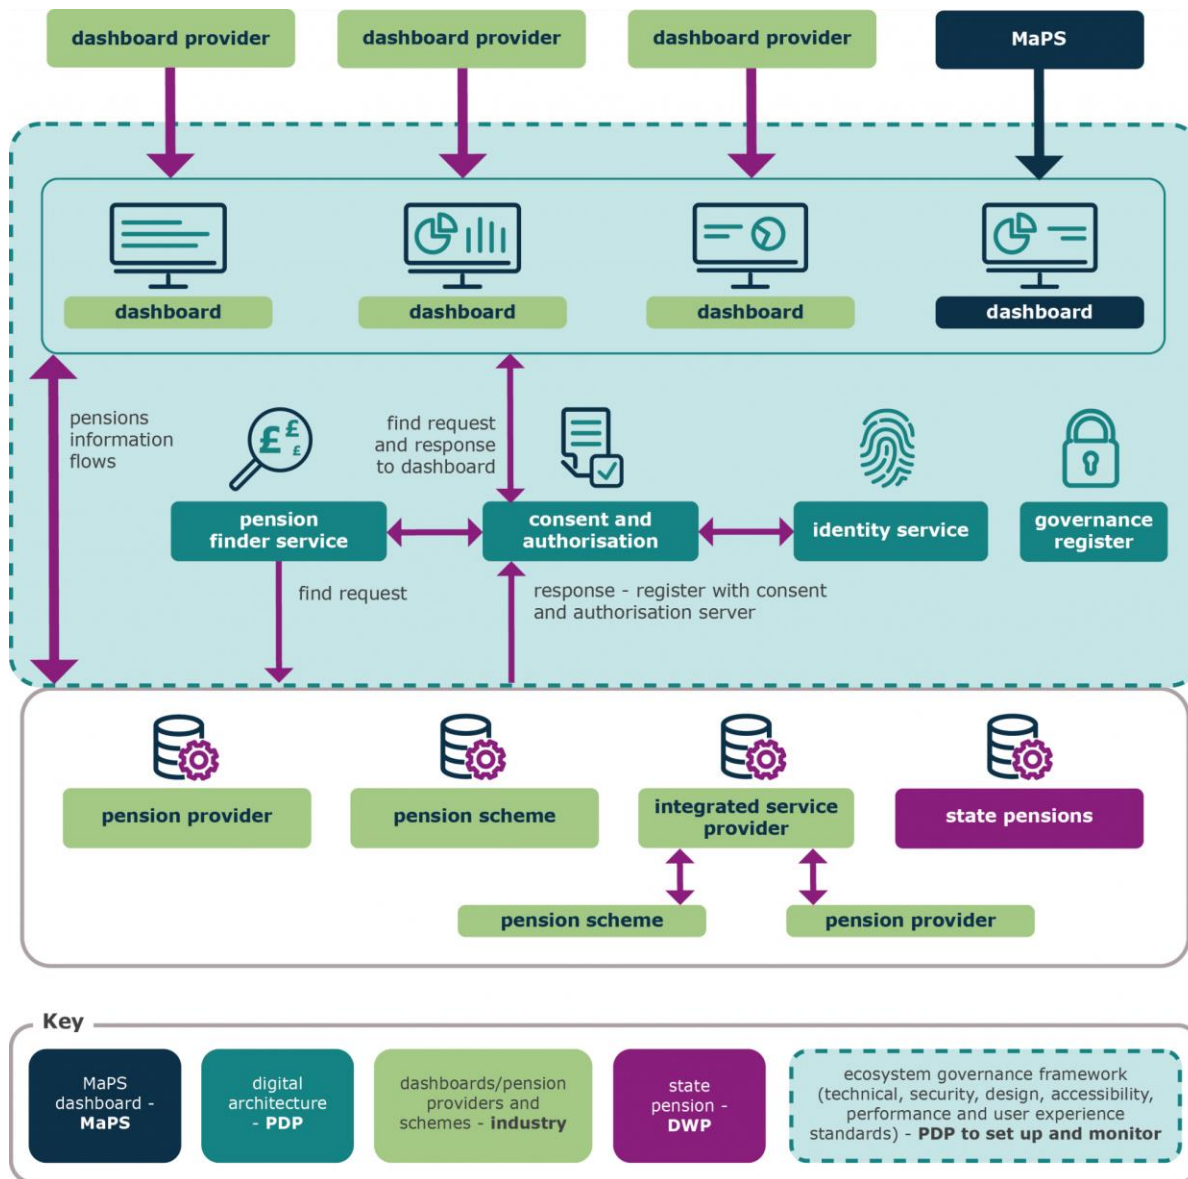 dashboard provider
dashboard provider
dashboard provider
MaPS
dashboard
dashboard
dashboard
dashboard
pensions
information
flows
find request
and response
to dashboard
££££
pension
finder service
consent and
authorisation
identity service
governance
register
find request
response - register with consent
and authorisation server
pension provider
pension scheme
integrated service
provider
state pensions
pension scheme
pension provider
Key
MaPS
dashboard -
MaPS
digital
architecture
- PDP
dashboards/pension
providers and
schemes - industry
state
pension -
DWP
ecosystem governance framework
(technical, security, design, accessibility,
performance and user experience
standards) - PDP to set up and monitor